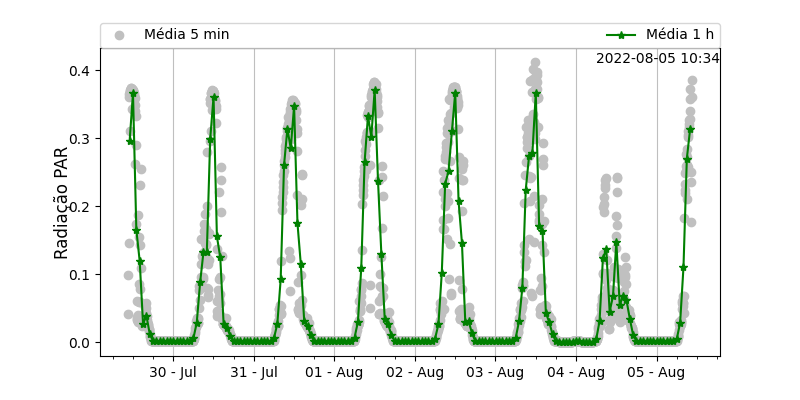 Média 5 min
Média 1 h
2022-08-05 10:34
Radiação PAR
0.4
0.3
0.2
0.1
0.0
30 - Jul
31 - Jul
01 - Aug
02 - Aug
03 - Aug
04 - Aug
05 - Aug